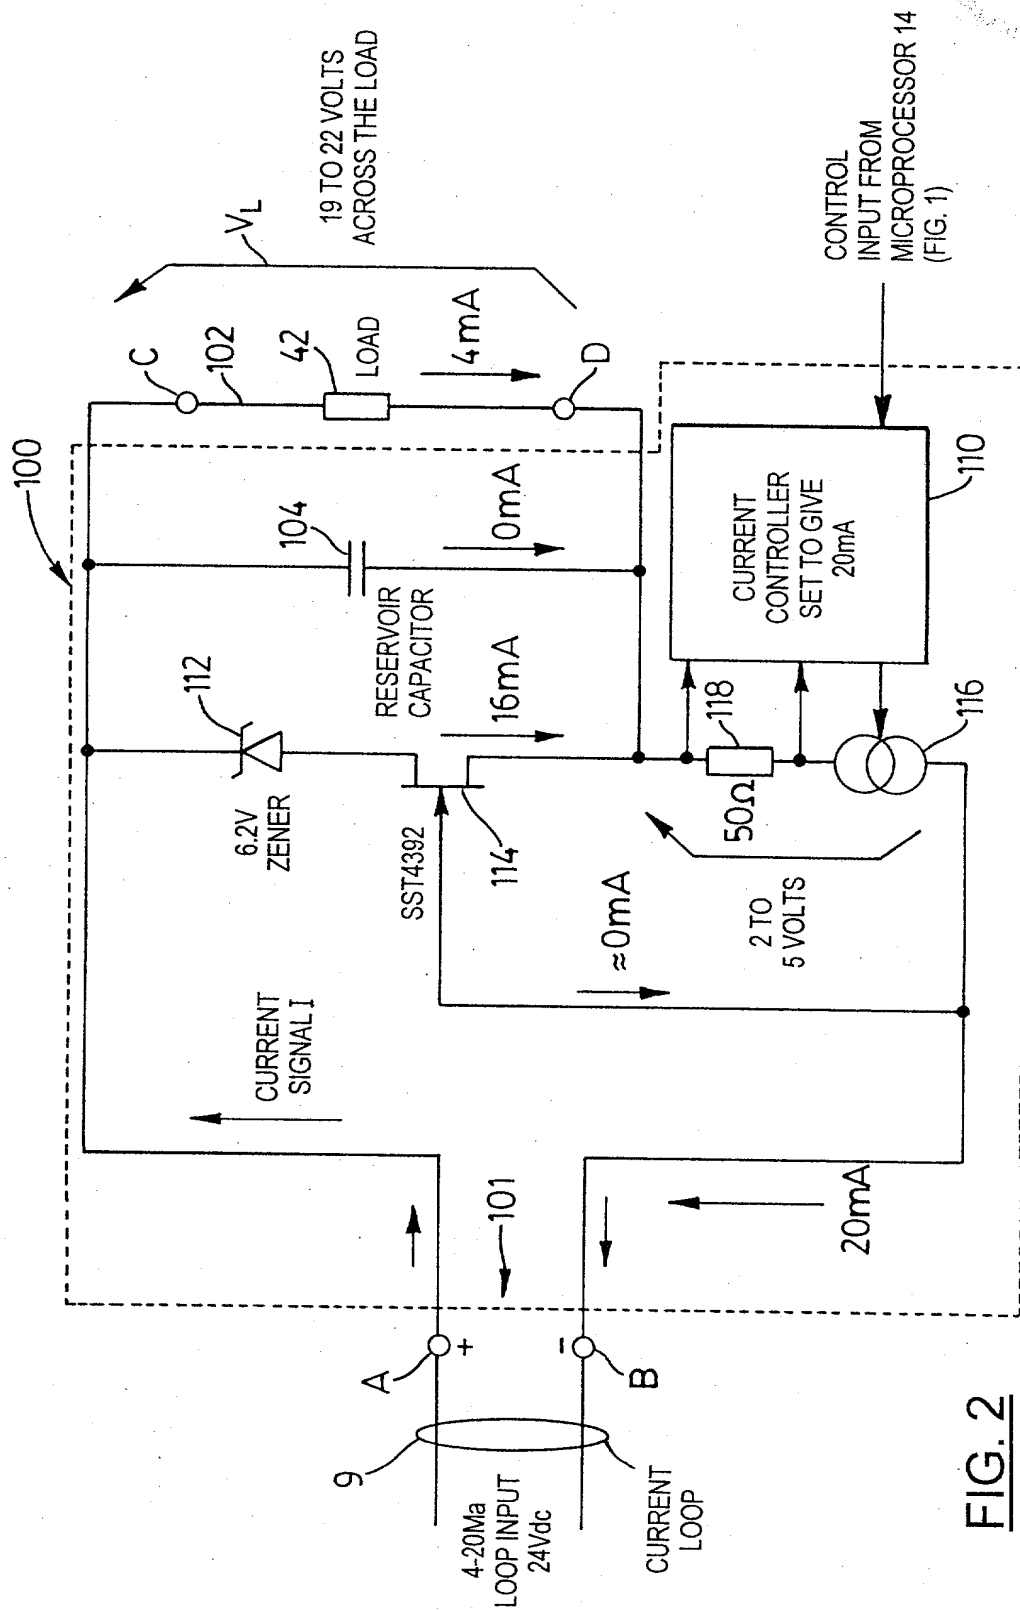 100
19 TO 22 VOLTS
ACROSS THE LOAD
VL
C
102
42
LOAD
4mA
D
104
RESERVOIR
CAPACITOR
0mA
112
6.2V
ZENER
SST4392
114
16mA
CURRENT
SIGNAL I
≈0mA
50Ω
118
2 TO
5 VOLTS
116
CURRENT
CONTROLLER
SET TO GIVE
20mA
110
CONTROL
INPUT FROM
MICROPROCESSOR 14
(FIG. 1)
101
20mA
A
+
-
B
9
4-20Ma
LOOP INPUT
24Vdc
CURRENT
LOOP
FIG. 2